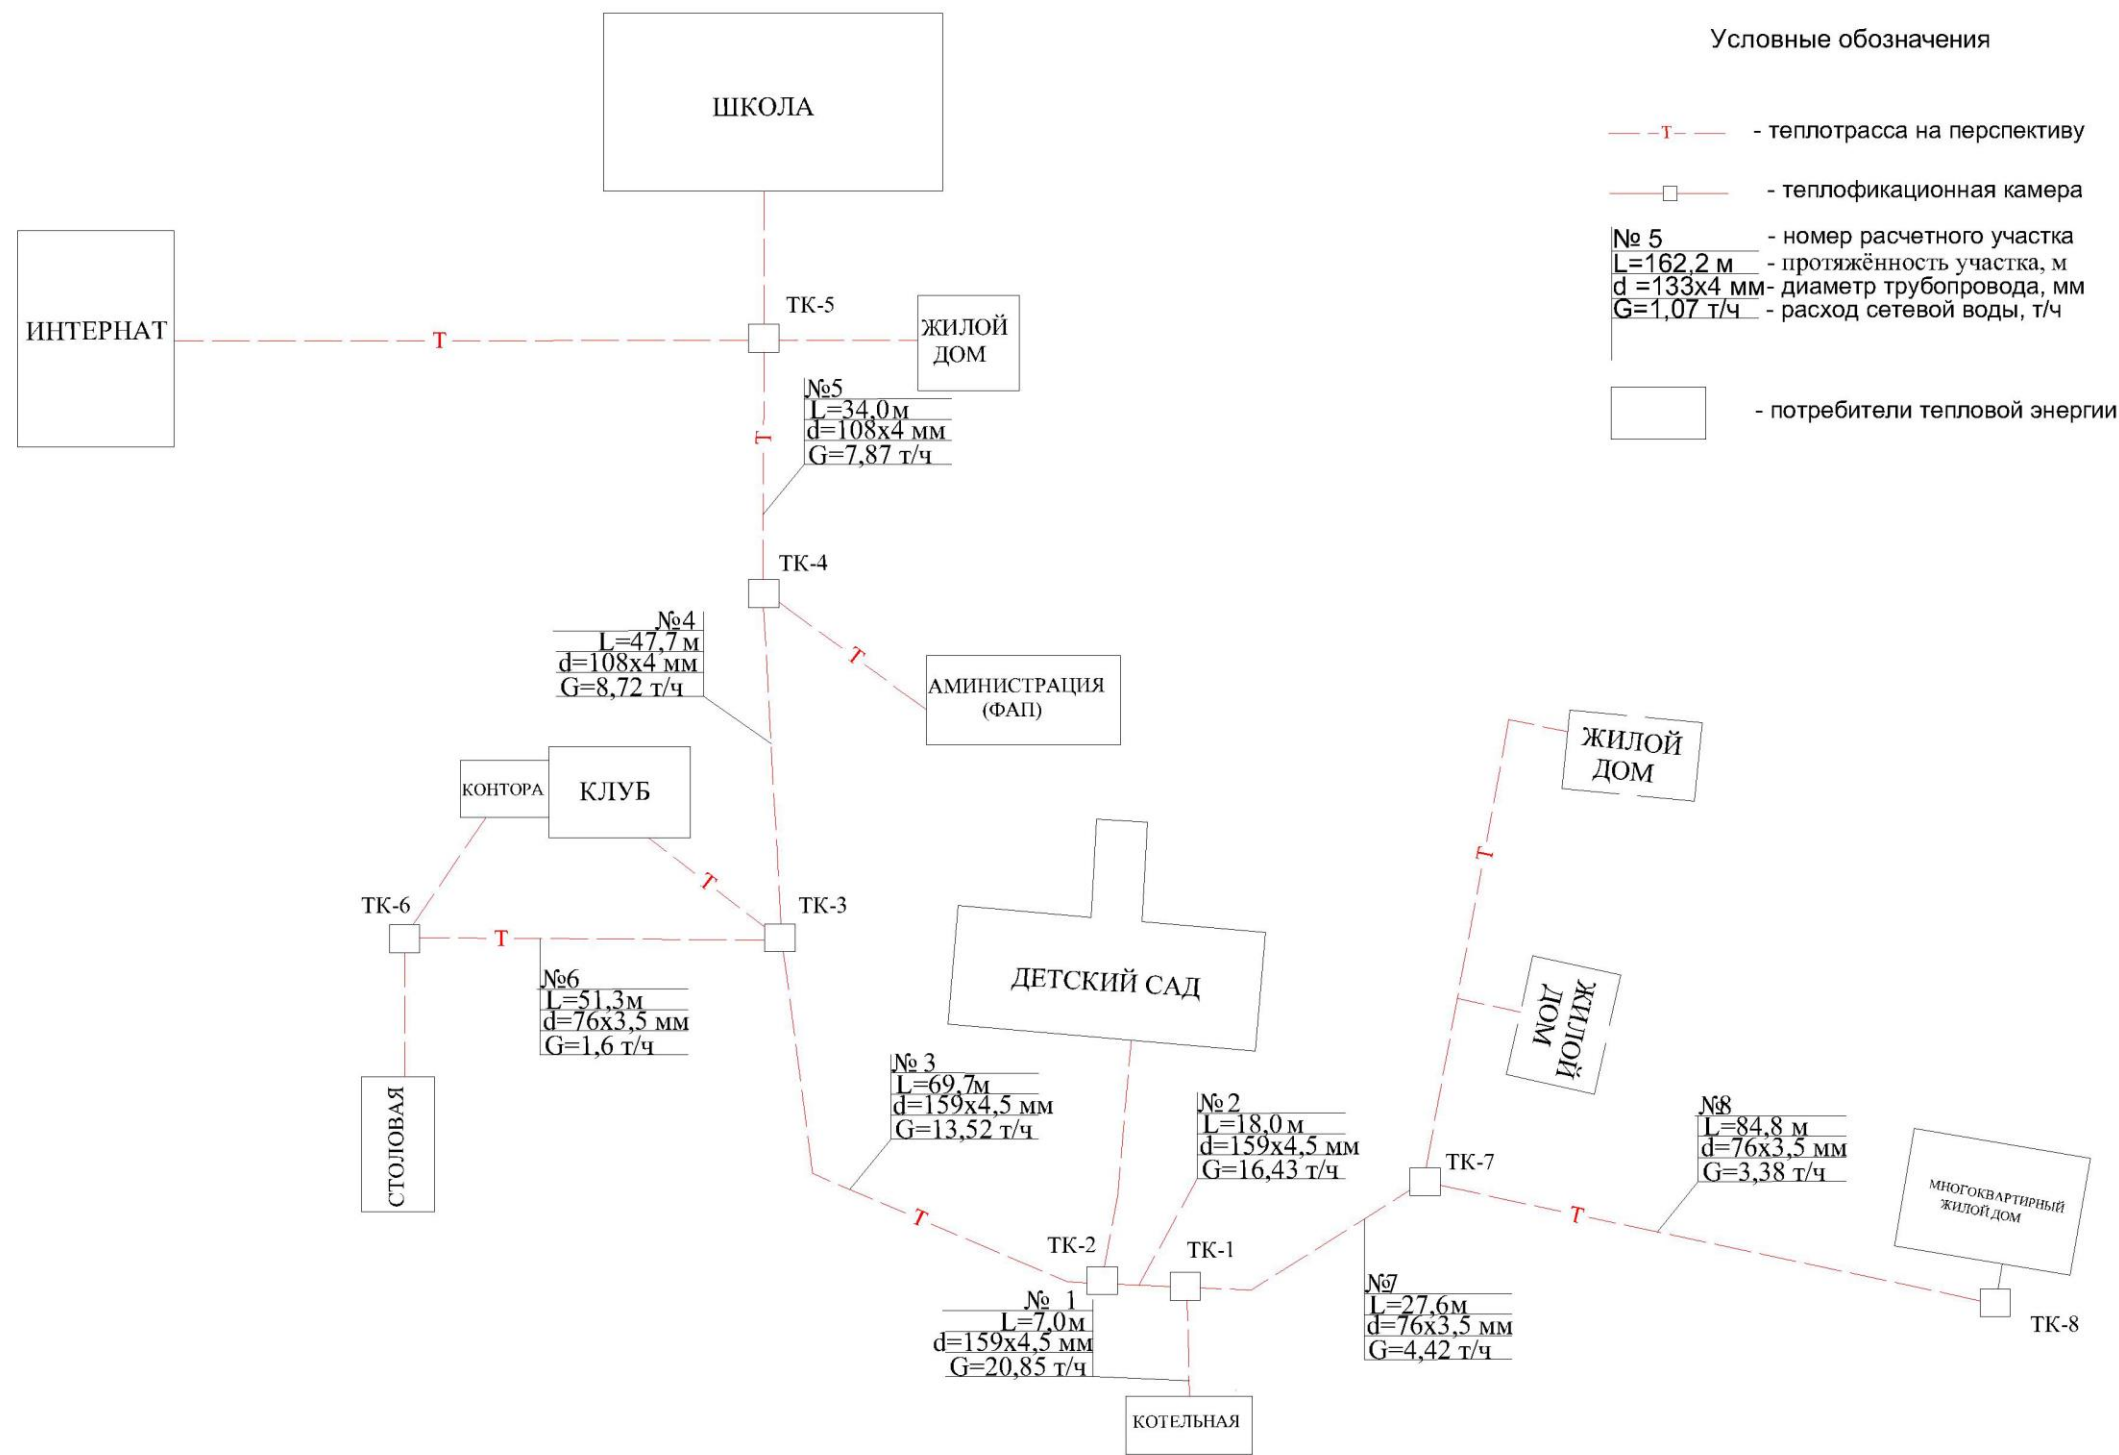 Условные обозначения
Т - теплотрасса на перспективу
- теплофикационная камера
№ 5 - номер расчетного участка
L=162,2 м - протяжённость участка, м
d =133х4 мм - диаметр трубопровода, мм
G=1,07 т/ч - расход сетевой воды, т/ч
- потребители тепловой энергии
ШКОЛА
ИНТЕРНАТ
Т
ТК-5
ЖИЛОЙ
ДОМ
№5
L=34,0м
d=108х4 мм
G=7,87 т/ч
Т
ТК-4
№4
L=47,7 м
d=108х4 мм
G=8,72 т/ч
Т
АМИНИСТРАЦИЯ
(ФАП)
КОНТОРА
КЛУБ
Т
ТК-6
ТК-3
Т
№6
L=51,3м
d=76х3,5 мм
G=1,6 т/ч
СТОЛОВАЯ
ДЕТСКИЙ САД
ЖИЛОЙ
ДОМ
Т
ЖИЛОЙ
ДОМ
№ 3
L=69,7м
d=159х4,5 мм
G=13,52 т/ч
Т
№ 2
L=18,0 м
d=159х4,5 мм
G=16,43 т/ч
ТК-7
№8
L=84,8 м
d=76х3,5 мм
G=3,38 т/ч
Т
МНОГОКВАРТИРНЫЙ
ЖИЛОЙ ДОМ
ТК-2
ТК-1
№ 1
L=7,0м
d=159х4,5 мм
G=20,85 т/ч
№7
L=27,6м
d=76х3,5 мм
G=4,42 т/ч
ТК-8
КОТЕЛЬНАЯ